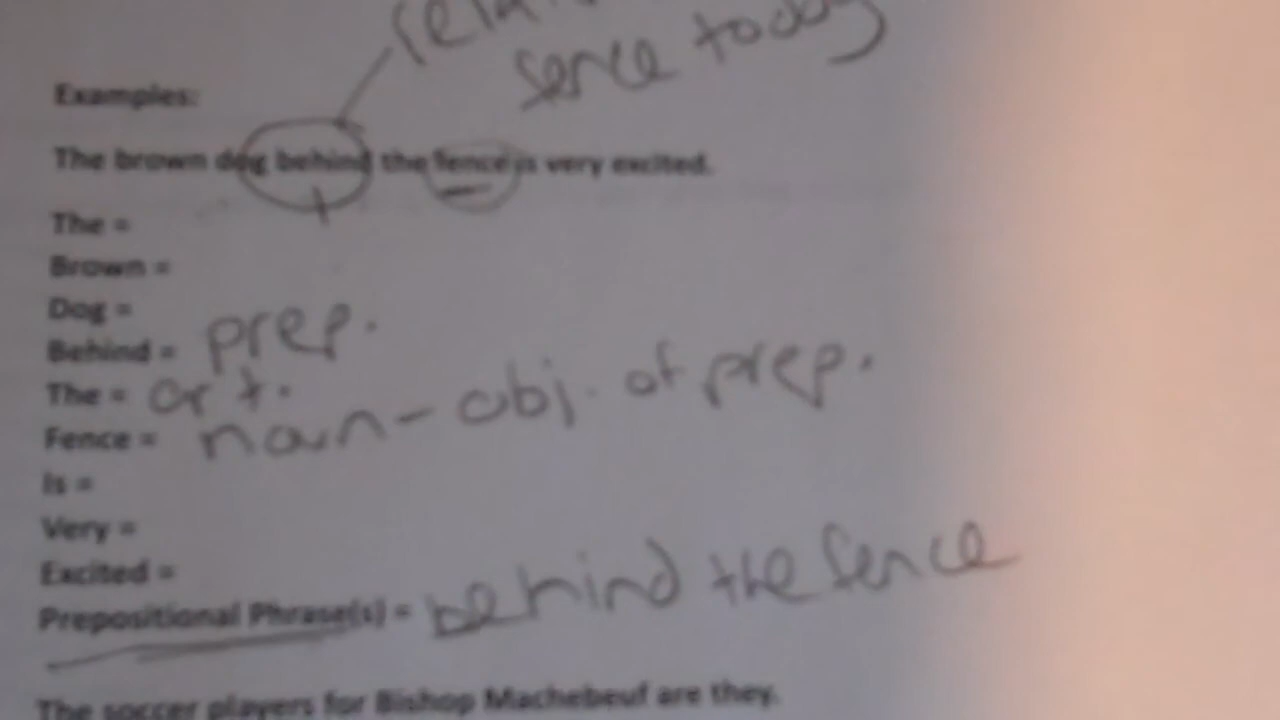 sence today
Examples:
The brown dog behind the fence is very excited.
The =
Brown =
Dog =
Behind = prep.
The = art.
Fence = noun - obj. of prep.
Is =
Very =
Excited =
Prepositional Phrase(s) = behind the fence
The soccer players for Bishop Machebeuf are they.